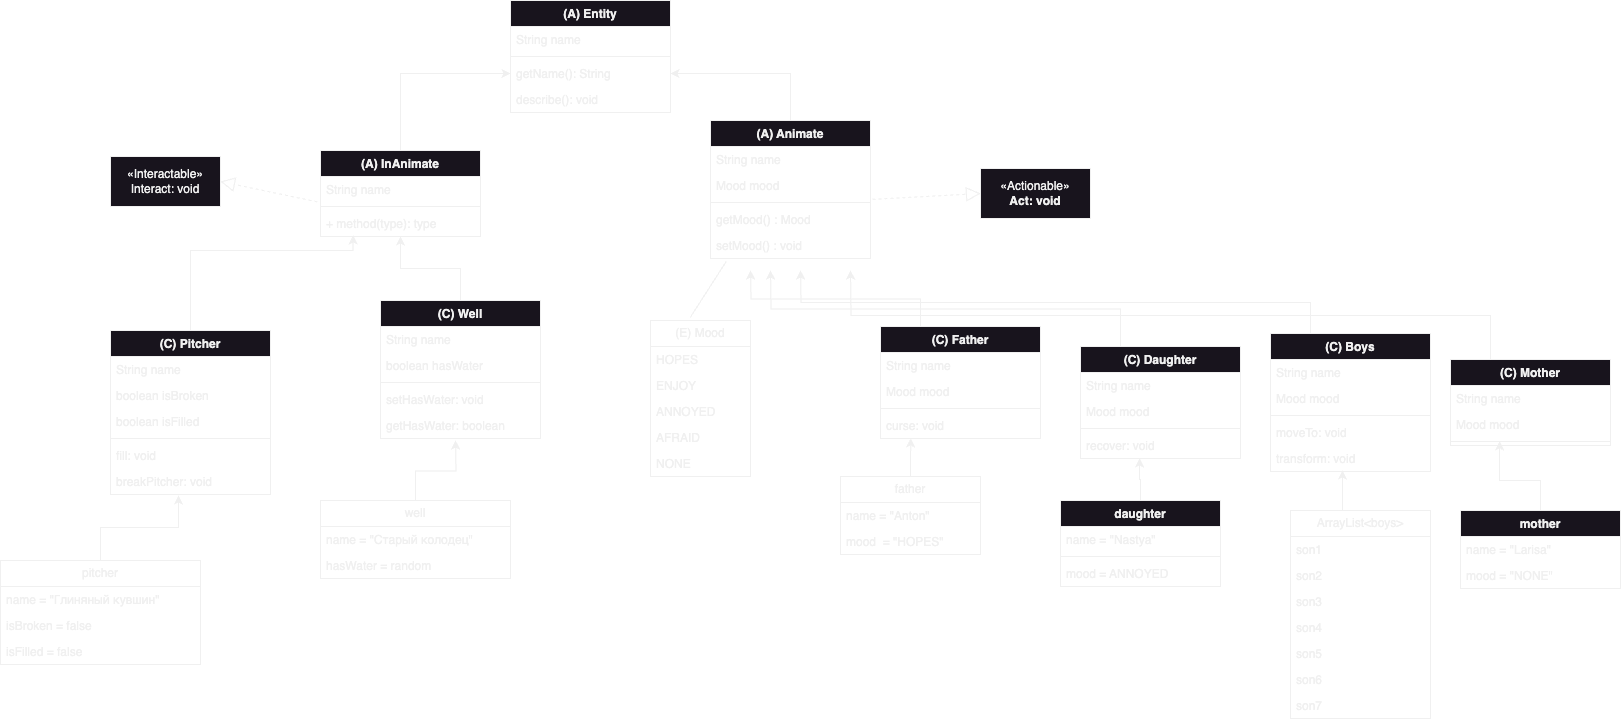 (A) Entity
String name
getName(): String
describe(): void
(A) InAnimate
String name
+ method(type): type
«Interactable»
Interact: void
(A) Animate
String name
Mood mood
getMood() : Mood
setMood() : void
«Actionable»
Act: void
(C) Pitcher
String name
boolean isBroken
boolean isFilled
fill: void
breakPitcher: void
(C) Well
String name
boolean hasWater
setHasWater: void
getHasWater: boolean
(E) Mood
HOPES
ENJOY
ANNOYED
AFRAID
NONE
(C) Father
String name
Mood mood
curse: void
(C) Daughter
String name
Mood mood
recover: void
(C) Boys
String name
Mood mood
moveTo: void
transform: void
(C) Mother
String name
Mood mood
pitcher
name = "Глиняный кувшин"
isBroken = false
isFilled = false
well
name = "Старый колодец"
hasWater = random
father
name = "Anton"
mood = "HOPES"
daughter
name = "Nastya"
mood = ANNOYED
ArrayList<boys>
son1
son2
son3
son4
son5
son6
son7
mother
name = "Larisa"
mood = "NONE"